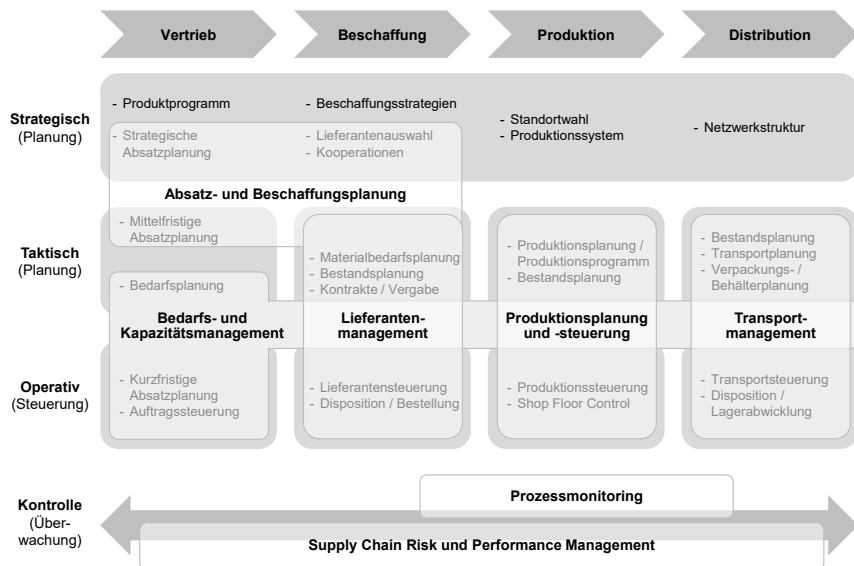 Vertrieb
Beschaffung
Produktion
Distribution
Strategisch
(Planung)
- Produktprogramm
- Strategische
Absatzplanung
- Beschaffungsstrategien
- Lieferantenauswahl
- Kooperationen
- Standortwahl
- Produktionssystem
- Netzwerkstruktur
Absatz- und Beschaffungsplanung
Taktisch
(Planung)
- Mittelfristige
Absatzplanung
- Bedarfsplanung
- Materialbedarfsplanung
- Bestandsplanung
- Kontrakte / Vergabe
- Produktionsplanung /
Produktionsprogramm
- Bestandsplanung
- Bestandsplanung
- Transportplanung
- Verpackungs- /
Behälterplanung
Bedarfs- und
Kapazitätsmanagement
Lieferanten-
management
Produktionsplanung
und -steuerung
Transport-
management
Operativ
(Steuerung)
- Kurzfristige
Absatzplanung
- Auftragssteuerung
- Lieferantensteuerung
- Disposition / Bestellung
- Produktionssteuerung
- Shop Floor Control
- Transportsteuerung
- Disposition /
Lagerabwicklung
Kontrolle
(Über-
wachung)
Prozessmonitoring
Supply Chain Risk und Performance Management